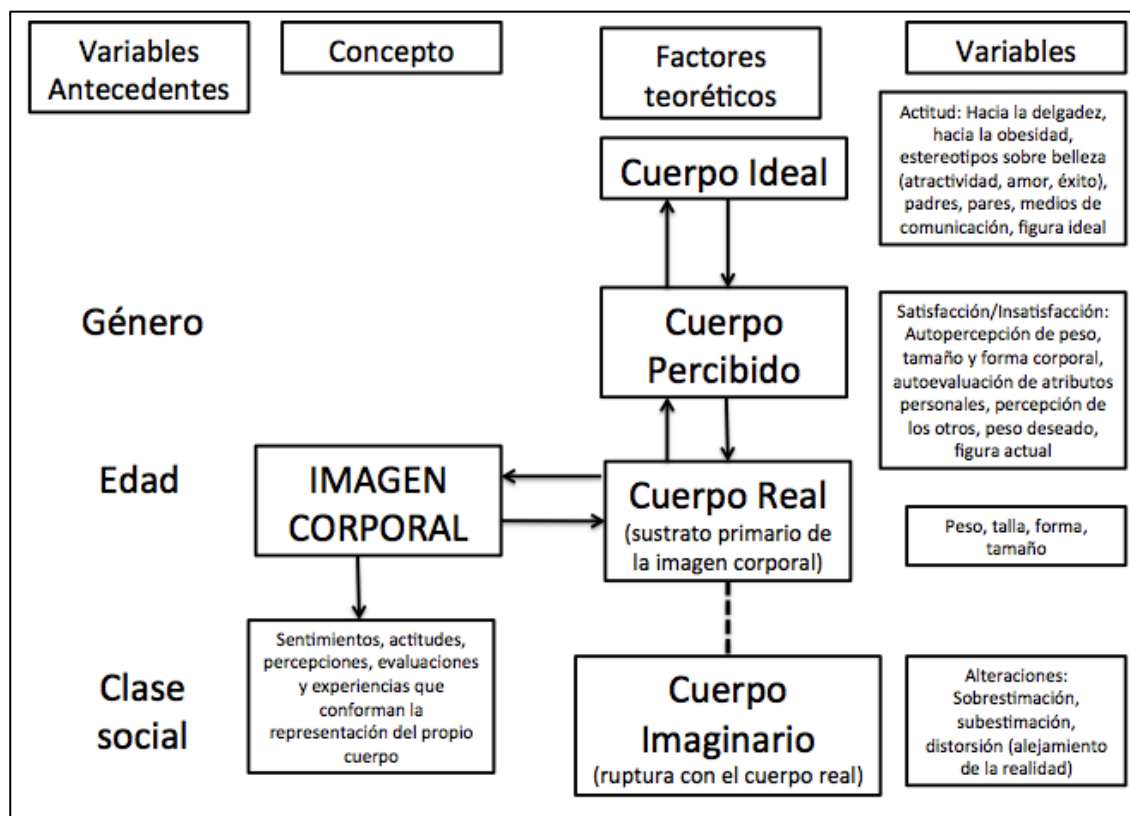 Variables
Antecedentes
Concepto
Factores
teoréticos
Variables
Cuerpo Ideal
Actitud: Hacia la delgadez,
hacia la obesidad,
estereotipos sobre belleza
(atractividad, amor, éxito),
padres, pares, medios de
comunicación, figura ideal
Género
Cuerpo
Percibido
Satisfacción/Insatisfacción:
Autopercepción de peso,
tamaño y forma corporal,
autoevaluación de atributos
personales, percepción de
los otros, peso deseado,
figura actual
Edad
IMAGEN
CORPORAL
Cuerpo Real
(sustrato primario de
la imagen corporal)
Peso, talla, forma,
tamaño
Clase
social
Sentimientos, actitudes,
percepciones, evaluaciones
y experiencias que
conforman la
representación del propio
cuerpo
Cuerpo
Imaginario
(ruptura con el cuerpo real)
Alteraciones:
Sobrestimación,
subestimación,
distorsión (alejamiento
de la realidad)